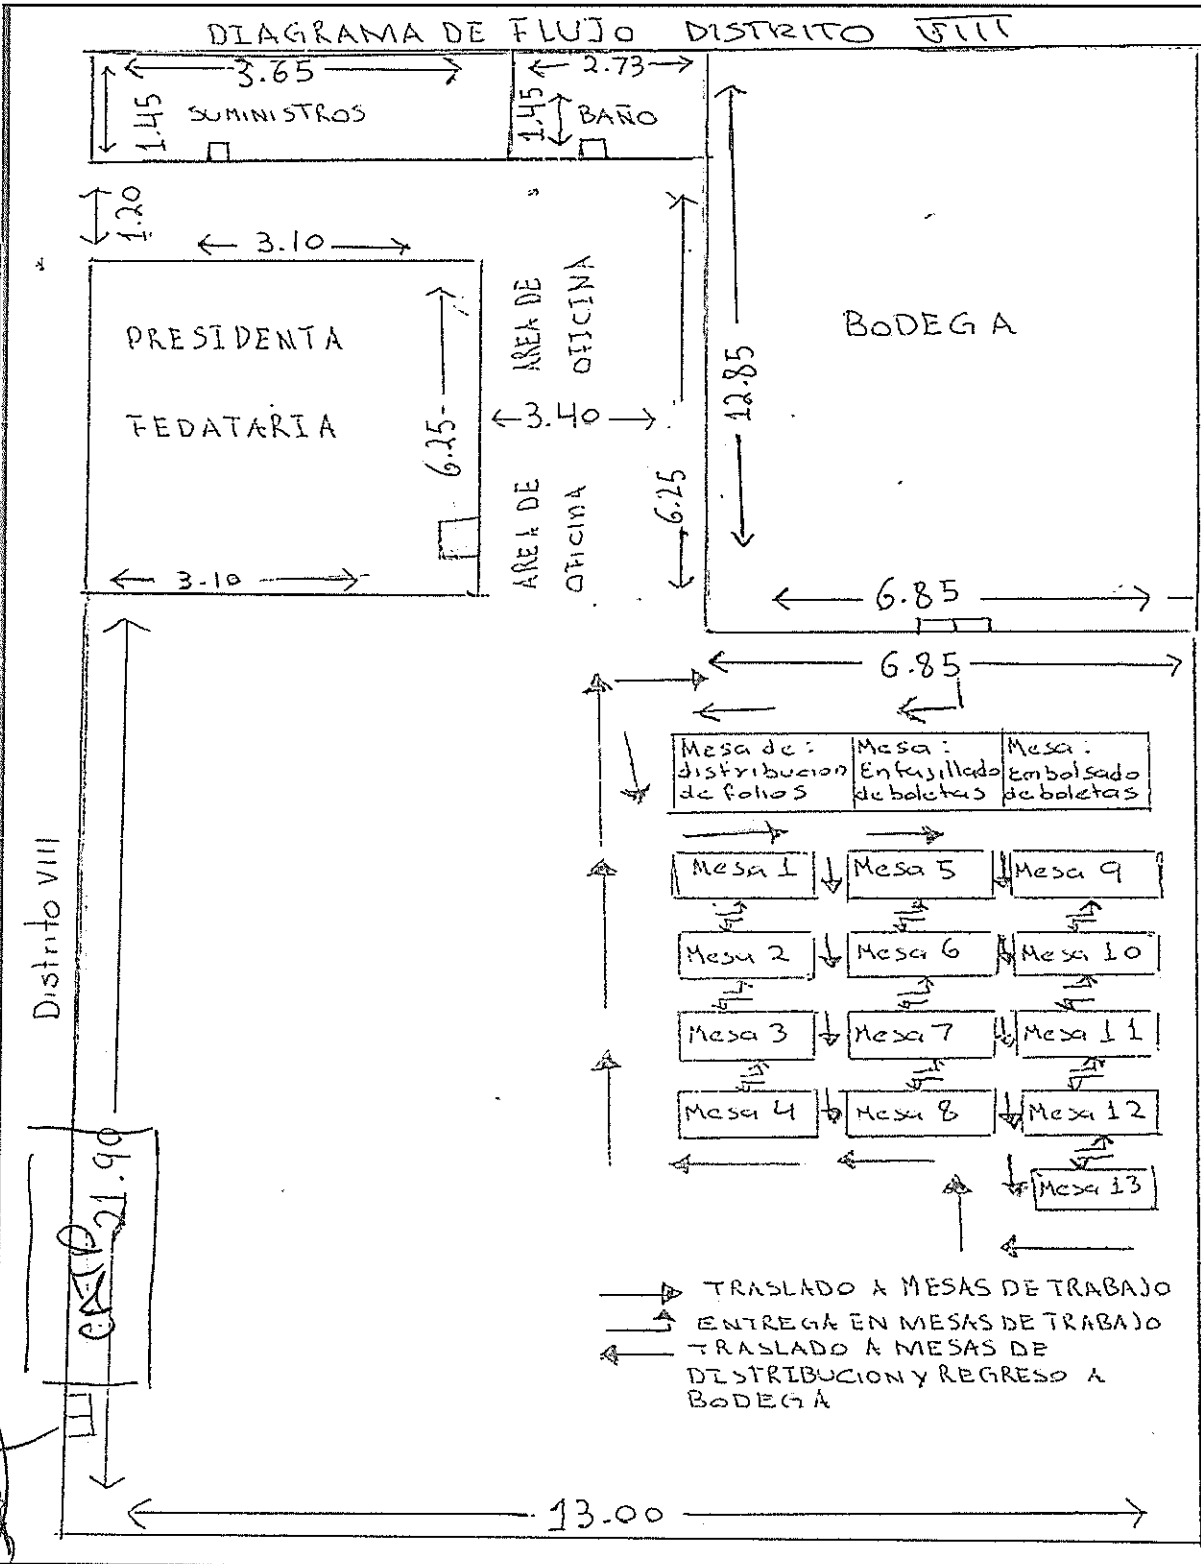 DIAGRAMA DE FLUJO DISTRITO VIII
3.65
1.45
SUMINISTROS
2.73
1.45
BAÑO
1.20
3.10
PRESIDENTA
FEDATARIA
6.25
3.10
AREA DE
OFICINA
3.40
AREA DE
OFICINA
6.25
12.85
BODEGA
6.85
6.85
Mesa de:
distribucion
de folios
Mesa:
Enfajillado
de boletas
Mesa:
Embolsado
de boletas
Mesa 1
Mesa 5
Mesa 9
Mesa 2
Mesa 6
Mesa 10
Mesa 3
Mesa 7
Mesa 11
Mesa 4
Mesa 8
Mesa 12
Mesa 13
Distrito VIII
21.90
TRASLADO A MESAS DE TRABAJO
ENTREGA EN MESAS DE TRABAJO
TRASLADO A MESAS DE
DISTRIBUCION Y REGRESO A
BODEGA
13.00